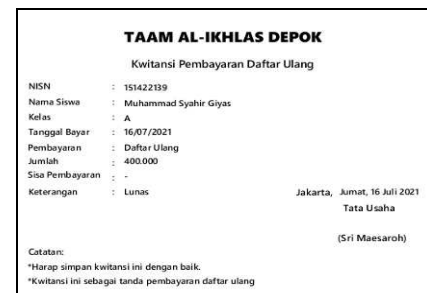 TAAM AL-IKHLAS DEPOK
Kwitansi Pembayaran Daftar Ulang
NISN : 151422139
Nama Siswa : Muhammad Syahir Giyas
Kelas : A
Tanggal Bayar : 16/07/2021
Pembayaran : Daftar Ulang
Jumlah : 400.000
Sisa Pembayaran : -
Keterangan : Lunas
Jakarta, Jumat, 16 Juli 2021
Tata Usaha
(Sri Maesaroh)
Catatan:
*Harap simpan kwitansi ini dengan baik.
*Kwitansi ini sebagai tanda pembayaran daftar ulang